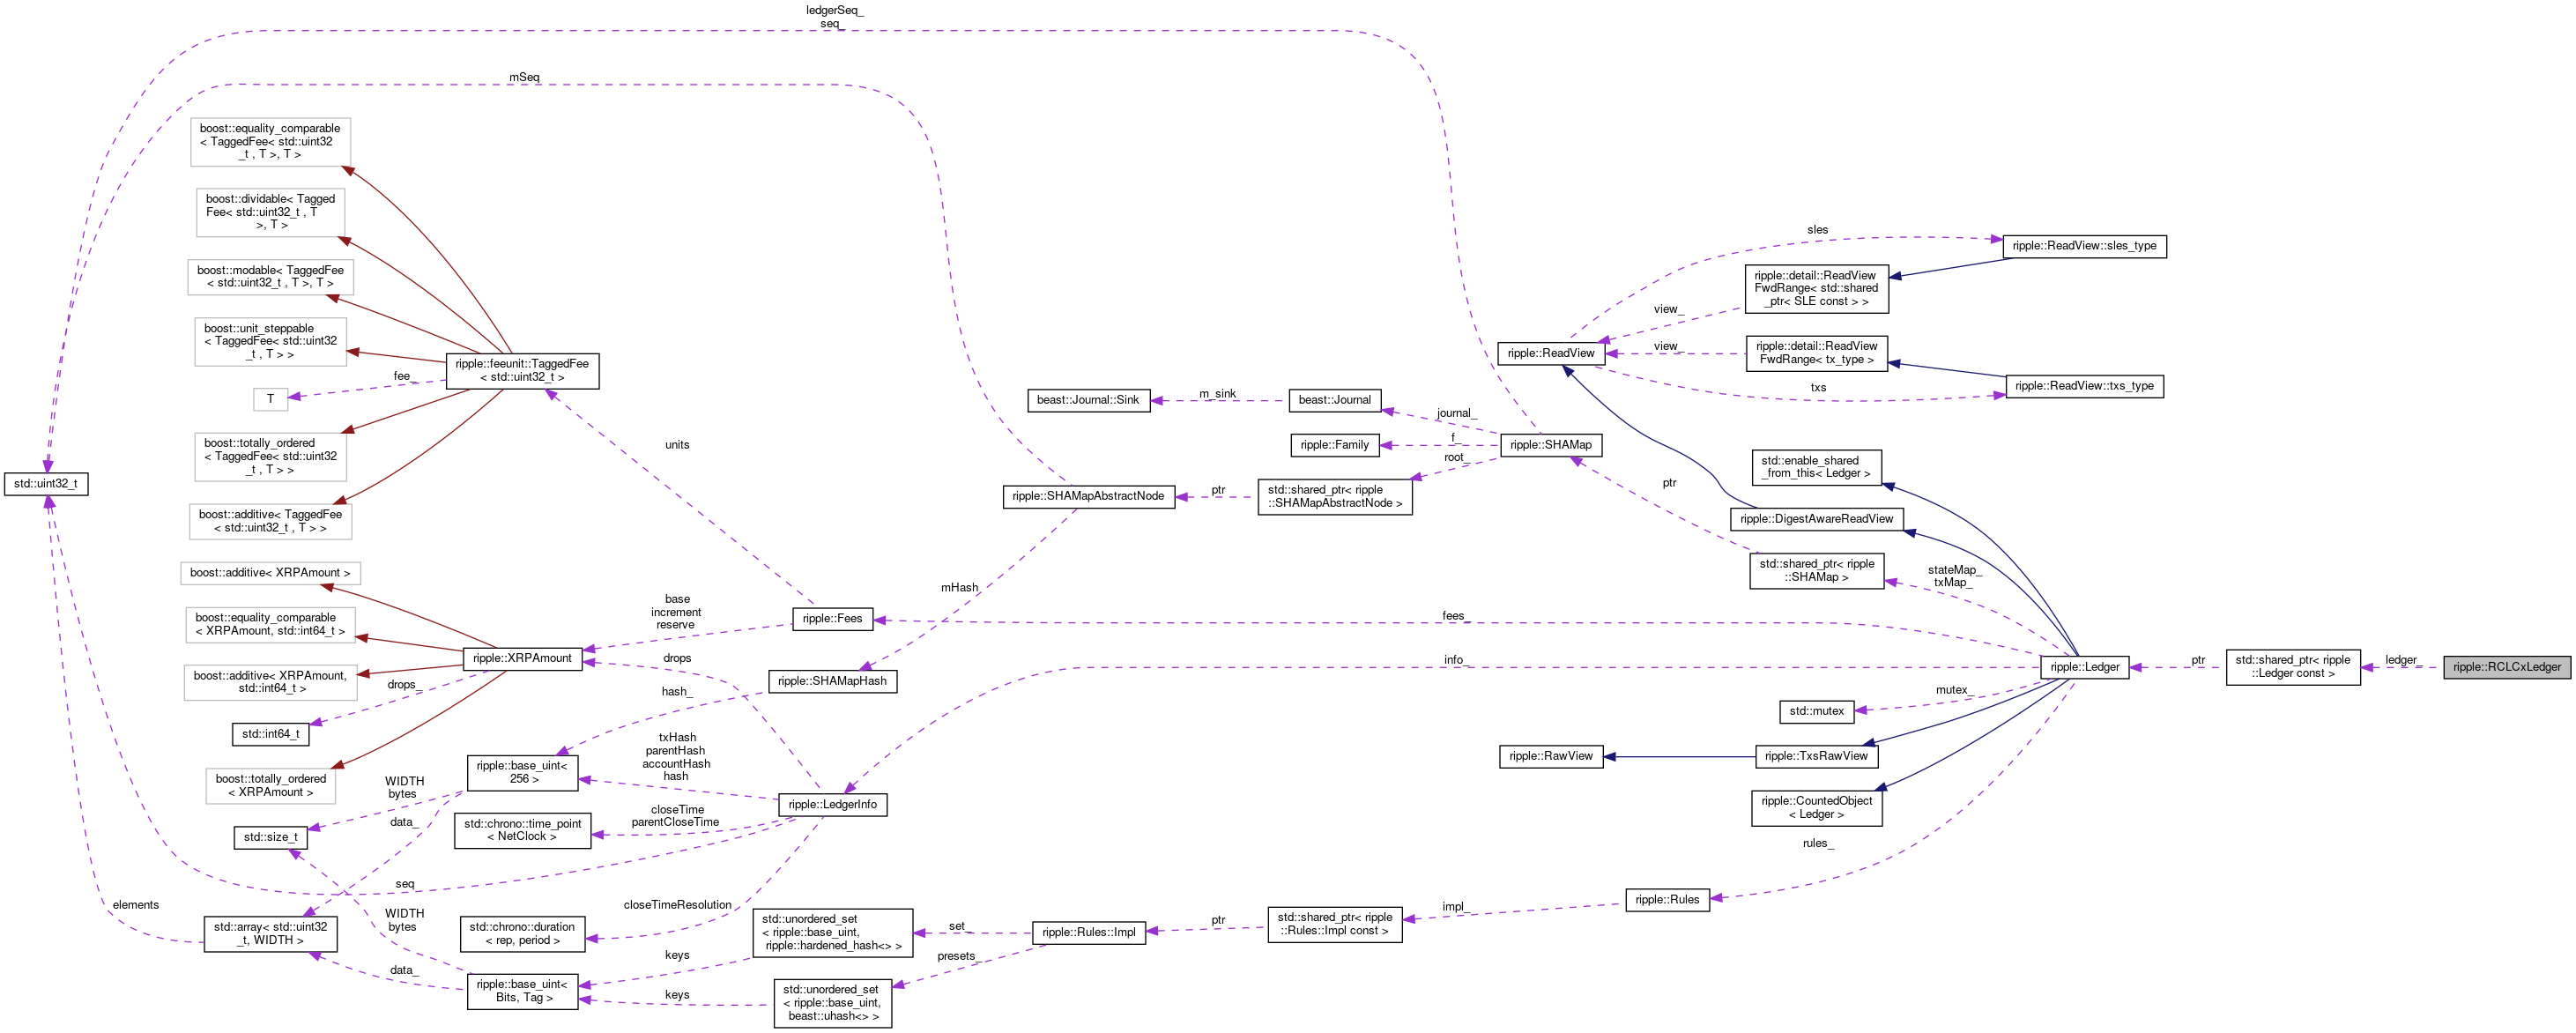 ledgerSeq_
seq_
mSeq
boost::equality_comparable
< TaggedFee< std::uint32
_t , T >, T >
boost::dividable< Tagged
Fee< std::uint32_t , T
>, T >
boost::modable< TaggedFee
< std::uint32_t , T >, T >
boost::unit_steppable
< TaggedFee< std::uint32
_t , T > >
T
boost::totally_ordered
< TaggedFee< std::uint32
_t , T > >
boost::additive< TaggedFee
< std::uint32_t , T > >
fee_
ripple::feeunit::TaggedFee
< std::uint32_t >
units
std::uint32_t
boost::additive< XRPAmount >
boost::equality_comparable
< XRPAmount, std::int64_t >
boost::additive< XRPAmount,
std::int64_t >
drops_
std::int64_t
boost::totally_ordered
< XRPAmount >
ripple::XRPAmount
base
increment
reserve
drops
ripple::Fees
mHash
ripple::SHAMapHash
hash_
txHash
parentHash
accountHash
hash
ripple::base_uint<
256 >
WIDTH
bytes
data_
std::size_t
closeTime
parentCloseTime
std::chrono::time_point
< NetClock >
ripple::LedgerInfo
seq
closeTimeResolution
std::chrono::duration
< rep, period >
elements
std::array< std::uint32
_t, WIDTH >
WIDTH
bytes
data_
ripple::base_uint<
Bits, Tag >
keys
keys
std::unordered_set
< ripple::base_uint,
ripple::hardened_hash<> >
std::unordered_set
< ripple::base_uint,
beast::uhash<> >
set_
presets_
ripple::Rules::Impl
ptr
std::shared_ptr< ripple
::Rules::Impl const >
impl_
ripple::Rules
rules_
beast::Journal::Sink
m_sink
beast::Journal
ripple::Family
journal_
f_
root_
ripple::SHAMap
ripple::SHAMapAbstractNode
ptr
std::shared_ptr< ripple
::SHAMapAbstractNode >
ptr
sles
ripple::ReadView::sles_type
ripple::detail::ReadView
FwdRange< std::shared
_ptr< SLE const > >
view_
ripple::ReadView
view_
ripple::detail::ReadView
FwdRange< tx_type >
txs
ripple::ReadView::txs_type
std::enable_shared
_from_this< Ledger >
ripple::DigestAwareReadView
std::shared_ptr< ripple
::SHAMap >
stateMap_
txMap_
fees_
info_
ripple::Ledger
ptr
std::shared_ptr< ripple
::Ledger const >
ledger_
ripple::RCLCxLedger
mutex_
std::mutex
ripple::RawView
ripple::TxsRawView
ripple::CountedObject
< Ledger >